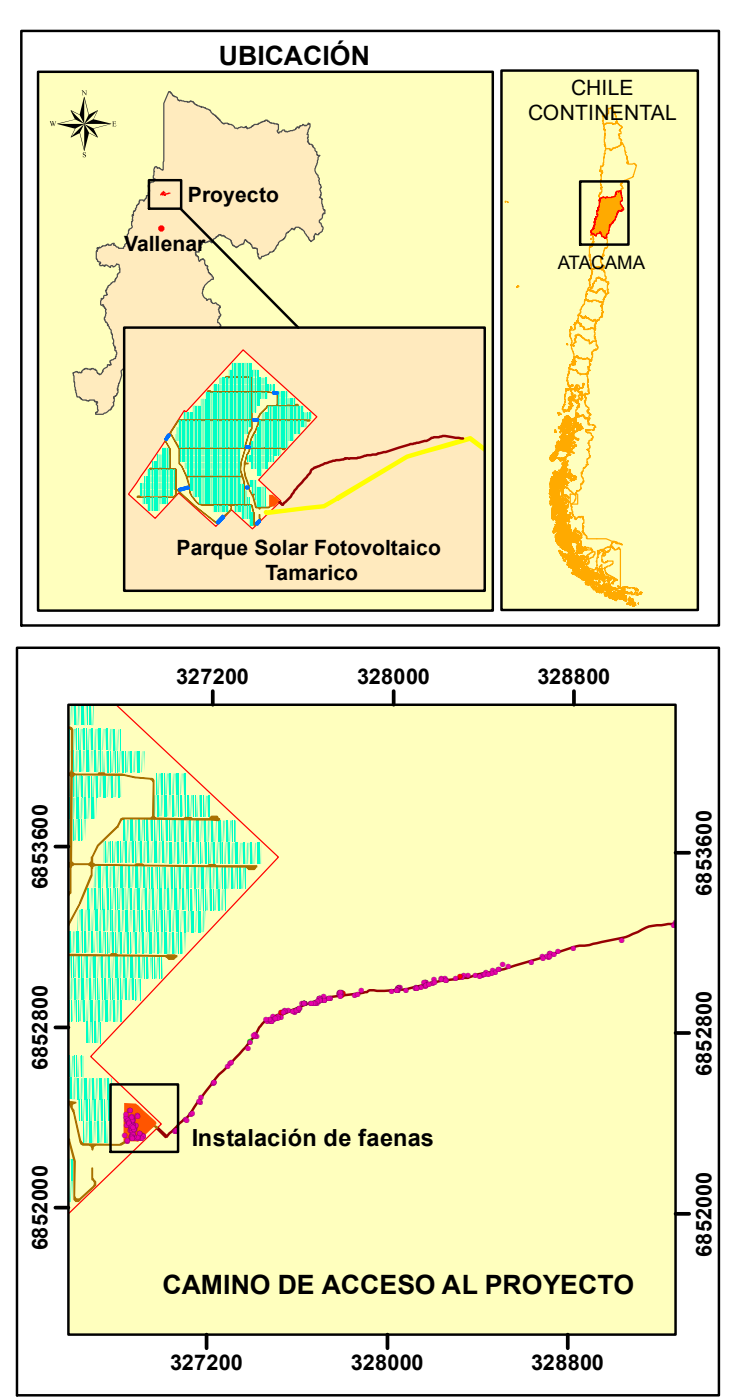 UBICACIÓN
N
W
E
S
Proyecto
Vallenar
Parque Solar Fotovoltaico
Tamarico
CHILE
CONTINENTAL
ATACAMA
327200
328000
328800
6853600
6853600
6852800
6852800
6852000
6852000
Instalación de faenas
CAMINO DE ACCESO AL PROYECTO
327200
328000
328800